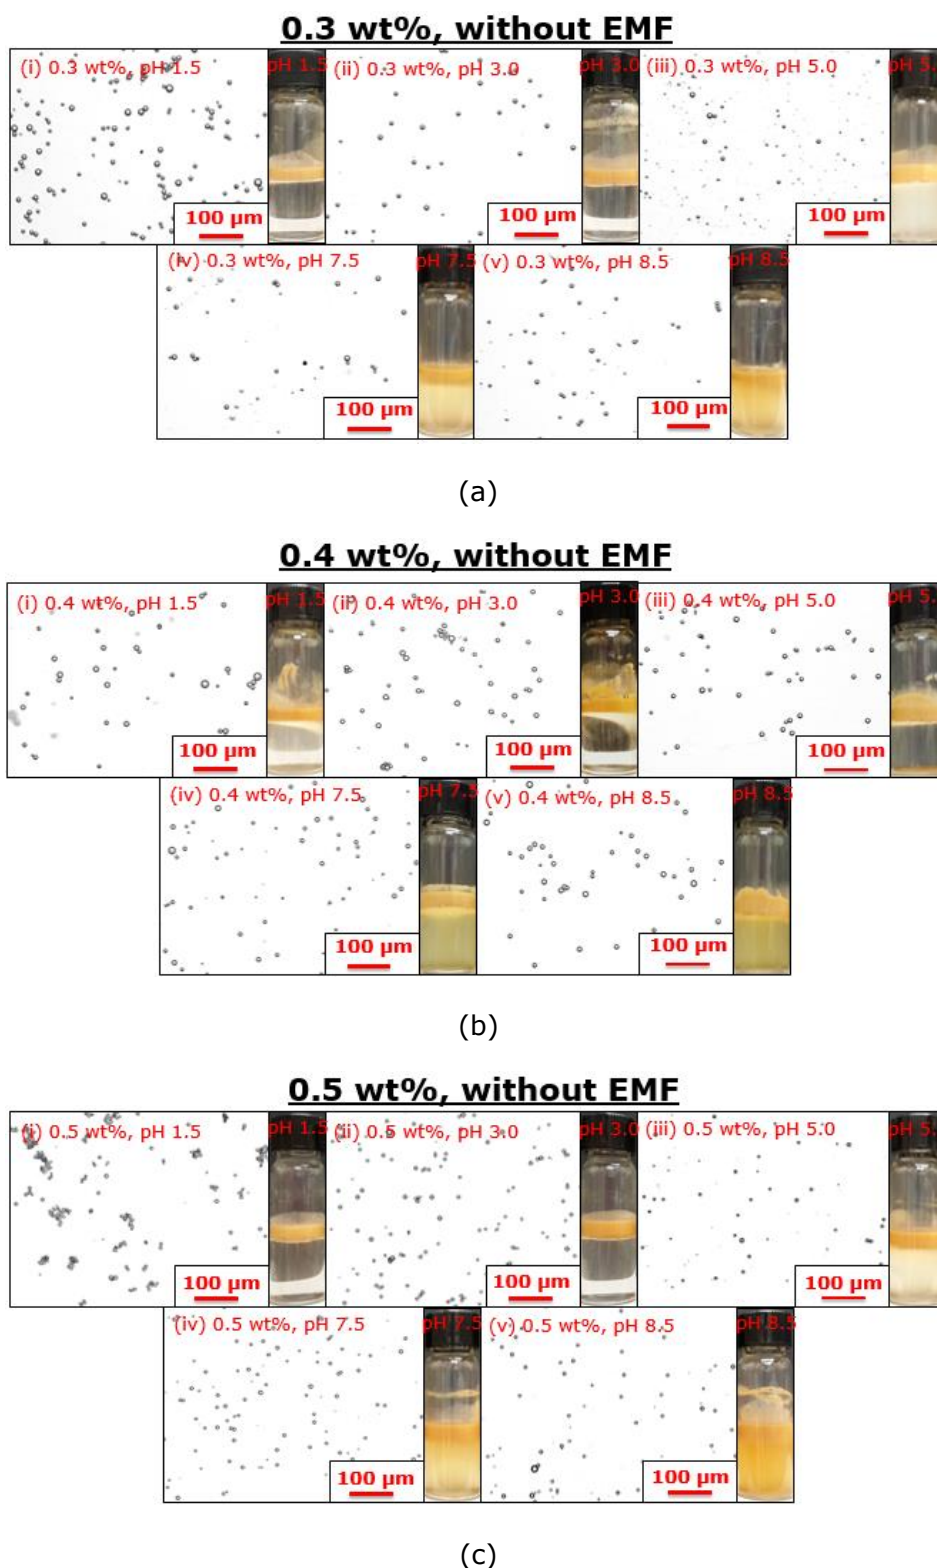 0.3 wt%, without EMF
(i) 0.3 wt%, pH 1.5
pH 1.5
(ii) 0.3 wt%, pH 3.0
pH 3.0
(iii) 0.3 wt%, pH 5.0
pH 5.
100 µm
100 µm
100 µm
(iv) 0.3 wt%, pH 7.5
pH 7.5
(v) 0.3 wt%, pH 8.5
pH 8.5
100 µm
100 µm
(a)
0.4 wt%, without EMF
(i) 0.4 wt%, pH 1.5
pH 1.5
(ii) 0.4 wt%, pH 3.0
pH 3.0
(iii) 0.4 wt%, pH 5.0
pH 5.
100 µm
100 µm
100 µm
(iv) 0.4 wt%, pH 7.5
pH 7.5
(v) 0.4 wt%, pH 8.5
pH 8.5
100 µm
100 µm
(b)
0.5 wt%, without EMF
(i) 0.5 wt%, pH 1.5
pH 1.5
(ii) 0.5 wt%, pH 3.0
pH 3.0
(iii) 0.5 wt%, pH 5.0
pH 5.
100 µm
100 µm
100 µm
(iv) 0.5 wt%, pH 7.5
pH 7.5
(v) 0.5 wt%, pH 8.5
pH 8.5
100 µm
100 µm
(c)